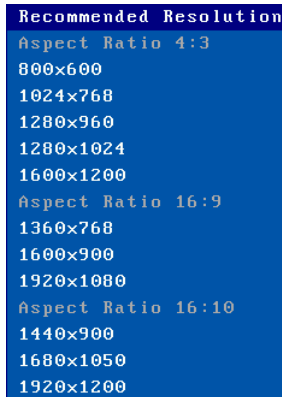 Recommended Resolution
Aspect Ratio 4:3
800x600
1024x768
1280x960
1280x1024
1600x1200
Aspect Ratio 16:9
1360x768
1600x900
1920x1080
Aspect Ratio 16:10
1440x900
1680x1050
1920x1200